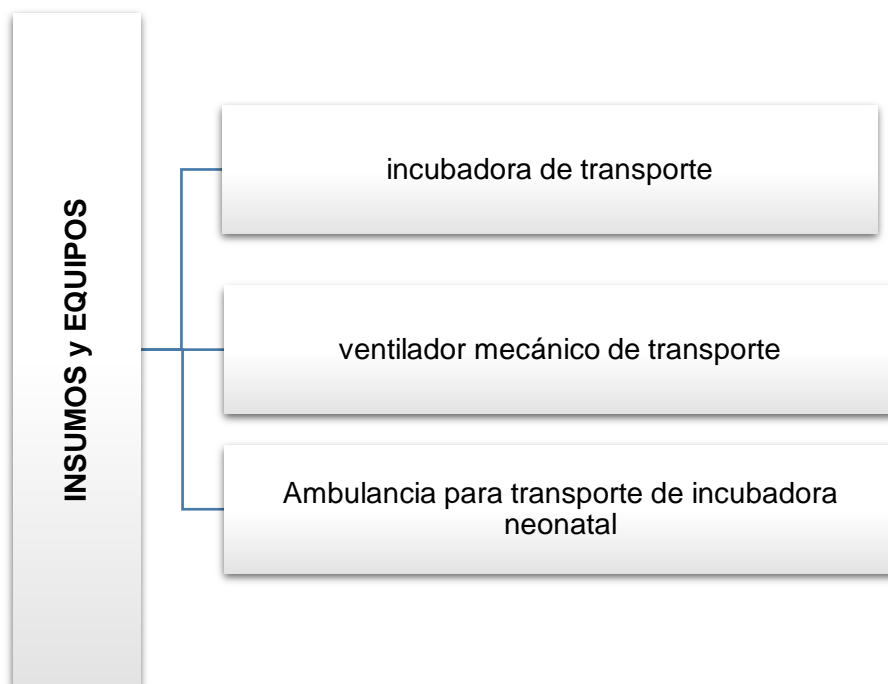 INSUMOS y EQUIPOS
incubadora de transporte
ventilador mecánico de transporte
Ambulancia para transporte de incubadora
neonatal